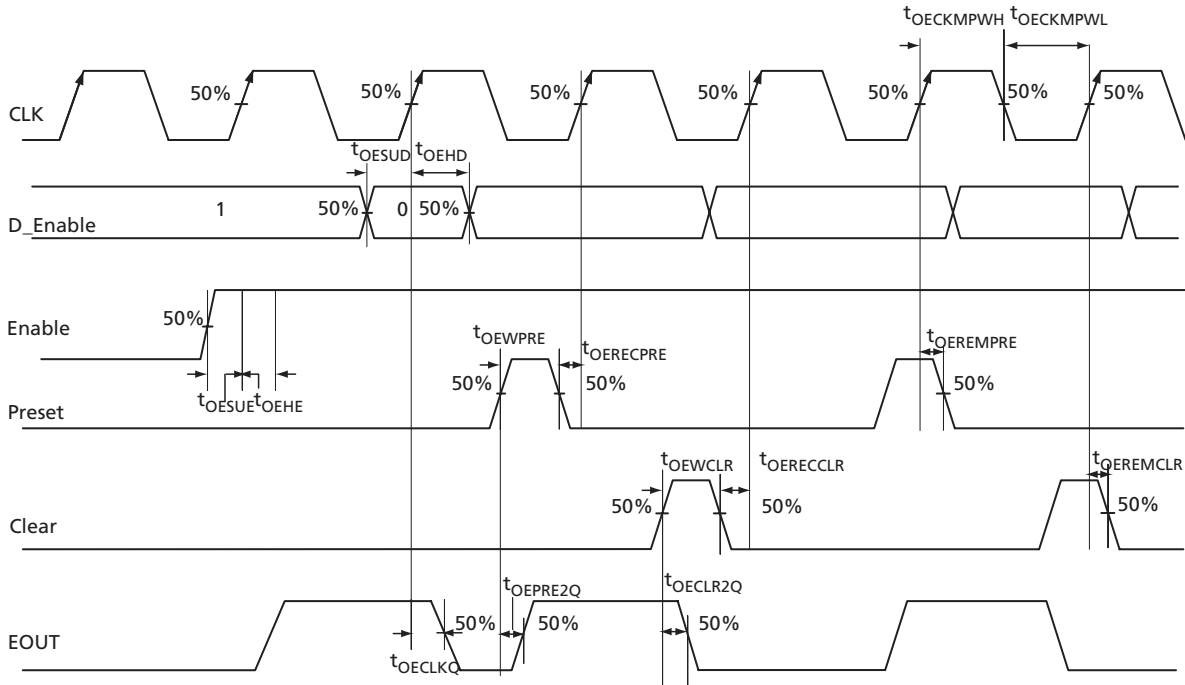 tOECKMPWH tOECKMPWL
CLK
50% 50% 50% 50% 50% 50% 50%
tOESUD tOEHD
D_Enable
1 50% 0 50%
Enable
50%
tOESUE tOEHE
tOEWPRE tOERECPRE tOEREMPRE
Preset
50% 50% 50%
tOEWCLR tOERECCLR tOEREMCLR
Clear
50% 50% 50%
tOEPRE2Q tOECLR2Q
EOUT
50% 50% 50%
tOECLKQ